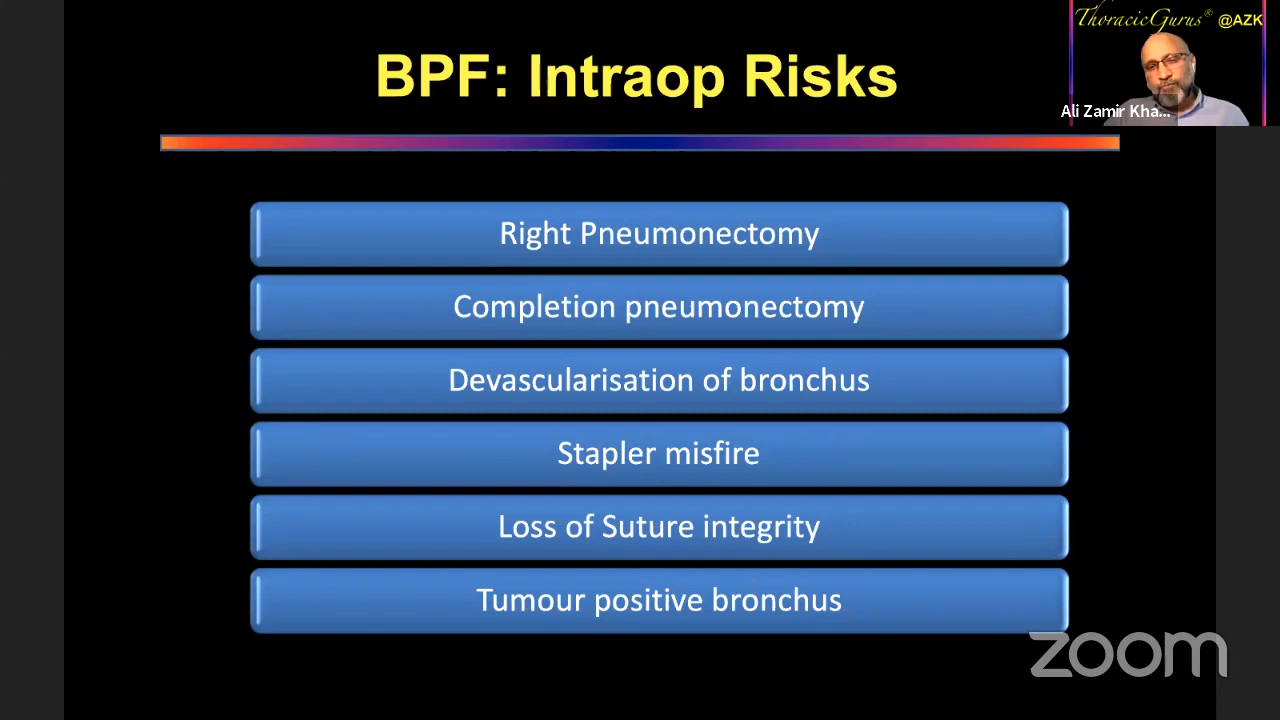 ThoracicGurus® @AZK
BPF: Intraop Risks
Ali Zamir Kha...
Right Pneumonectomy
Completion pneumonectomy
Devascularisation of bronchus
Stapler misfire
Loss of Suture integrity
Tumour positive bronchus
zoom